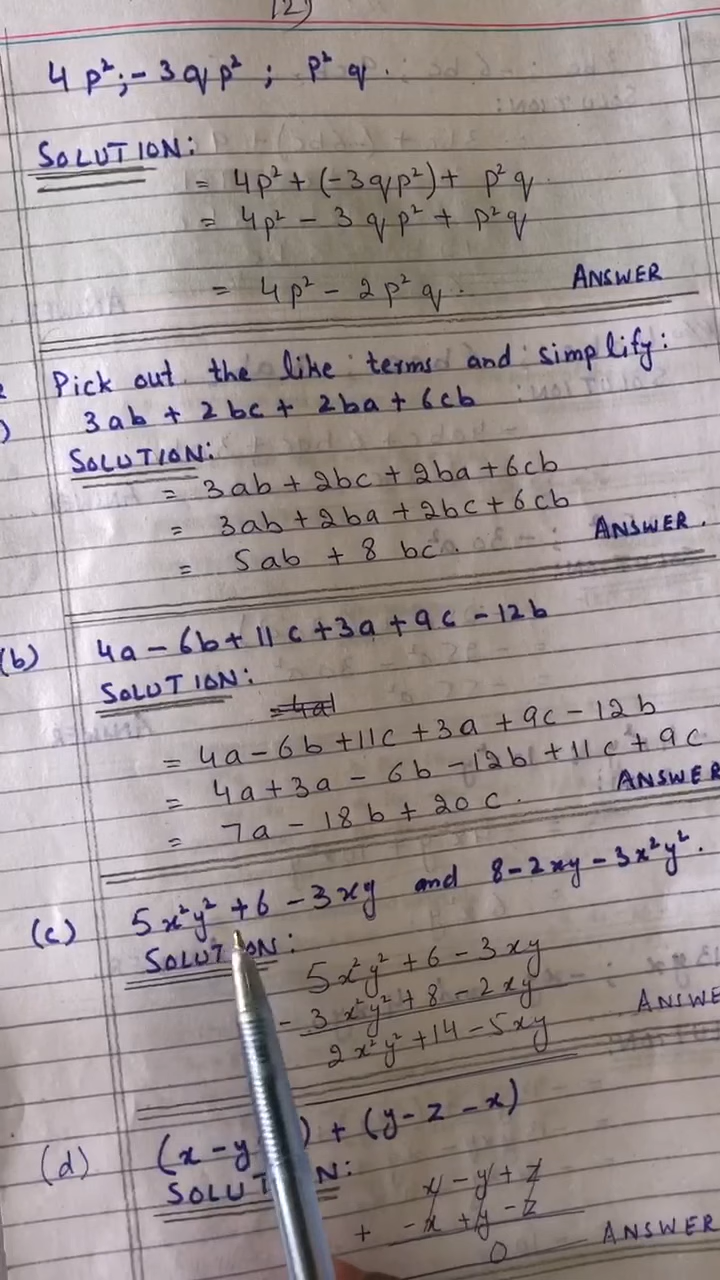 12)
4p²; -3qp²; p²q.
SOLUTION:
= 4p² + (-3qp²) + p²q
= 4p² - 3qp² + p²q
= 4p² - 2p²q. ANSWER
Pick out the like terms and simplify:
3ab + 2bc + 2ba + 6cb
SOLUTION:
= 3ab + 2bc + 2ba + 6cb
= 3ab + 2ba + 2bc + 6cb
= 5ab + 8bc. ANSWER.
(b) 4a - 6b + 11c + 3a + 9c - 12b
SOLUTION:
= 4a - 6b + 11c + 3a + 9c - 12b
= 4a + 3a - 6b - 12b + 11c + 9c
= 7a - 18b + 20c. ANSWER
(c) 5x²y² + 6 - 3xy and 8 - 2xy - 3x²y².
SOLUTION:
5x²y² + 6 - 3xy
- 3x²y² + 8 - 2xy
2x²y² + 14 - 5xy ANSWE
(d) (x - y ) + (y - z - x)
SOLUT N:
x - y + z
+ -x + y - z
0 ANSWER